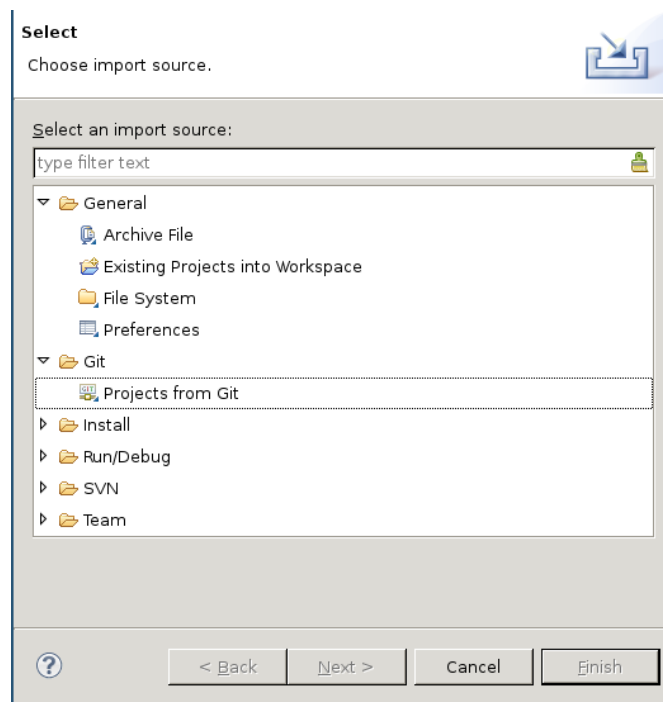 Select
Choose import source.
Select an import source:
type filter text
General
Archive File
Existing Projects into Workspace
File System
Preferences
Git
GIT Projects from Git
Install
Run/Debug
SVN
Team
? < Back Next > Cancel Finish